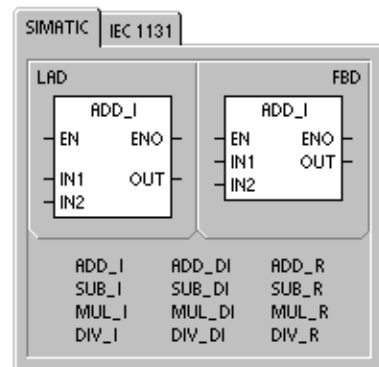 SIMATIC IEC 1131
LAD FBD
ADD_I ADD_I
EN ENO EN ENO
IN1 OUT IN1 OUT
IN2 IN2
ADD_I ADD_DI ADD_R
SUB_I SUB_DI SUB_R
MUL_I MUL_DI MUL_R
DIV_I DIV_DI DIV_R